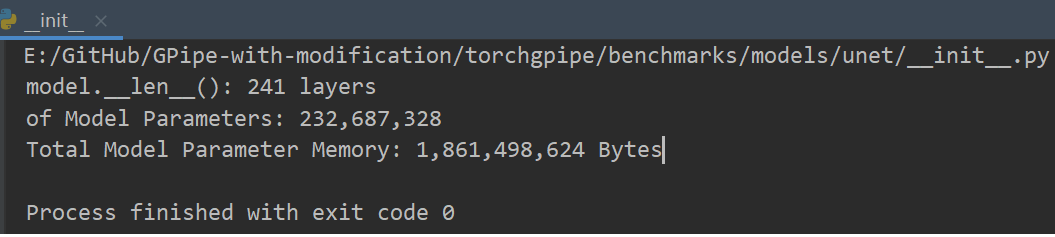 __init__
E:/GitHub/GPipe-with-modification/torchgpipe/benchmarks/models/unet/__init__.py
model.__len__(): 241 layers
of Model Parameters: 232,687,328
Total Model Parameter Memory: 1,861,498,624 Bytes
Process finished with exit code 0